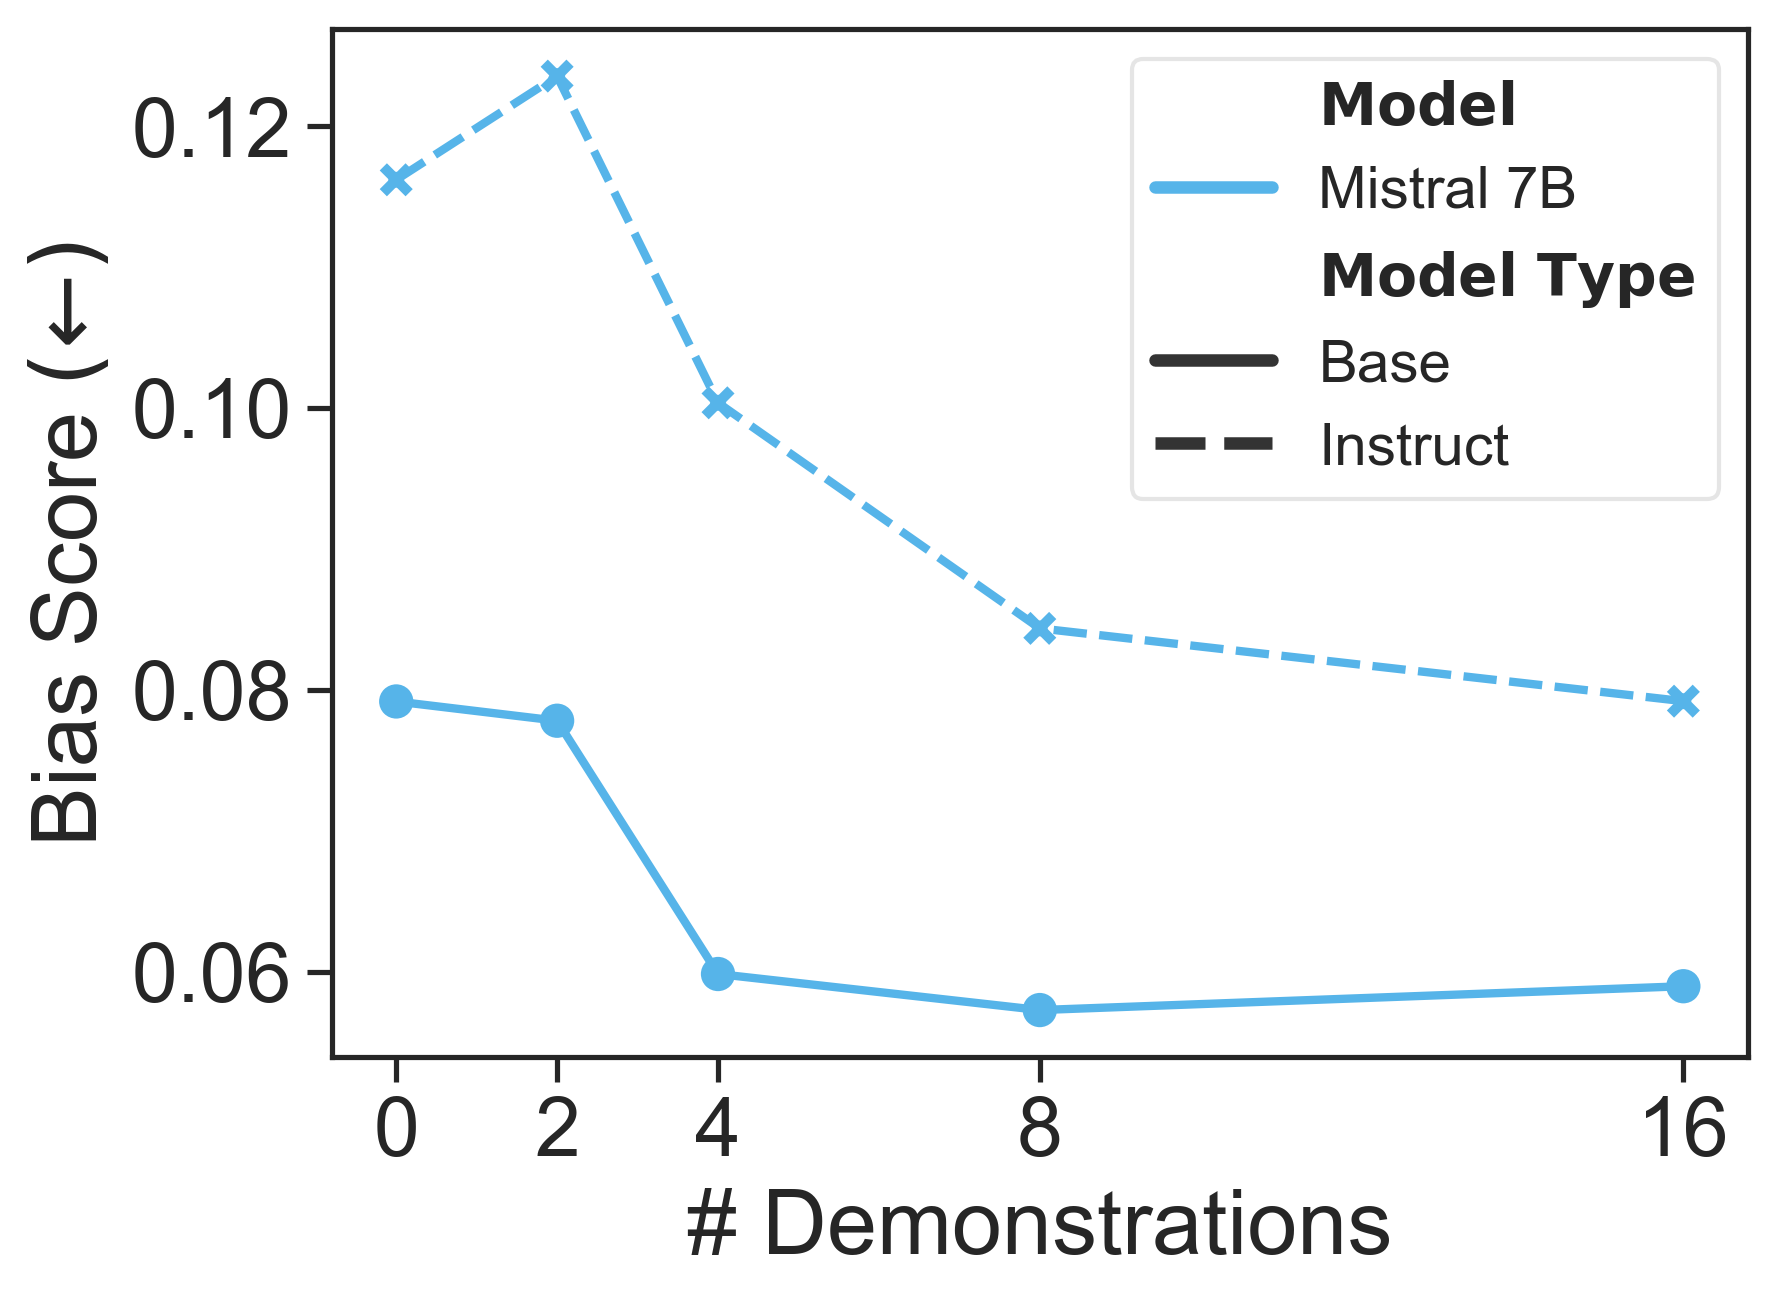 Bias Score (←)
0.12
0.10
0.08
0.06
Model
Mistral 7B
Model Type
Base
Instruct
0 2 4 8 16
# Demonstrations